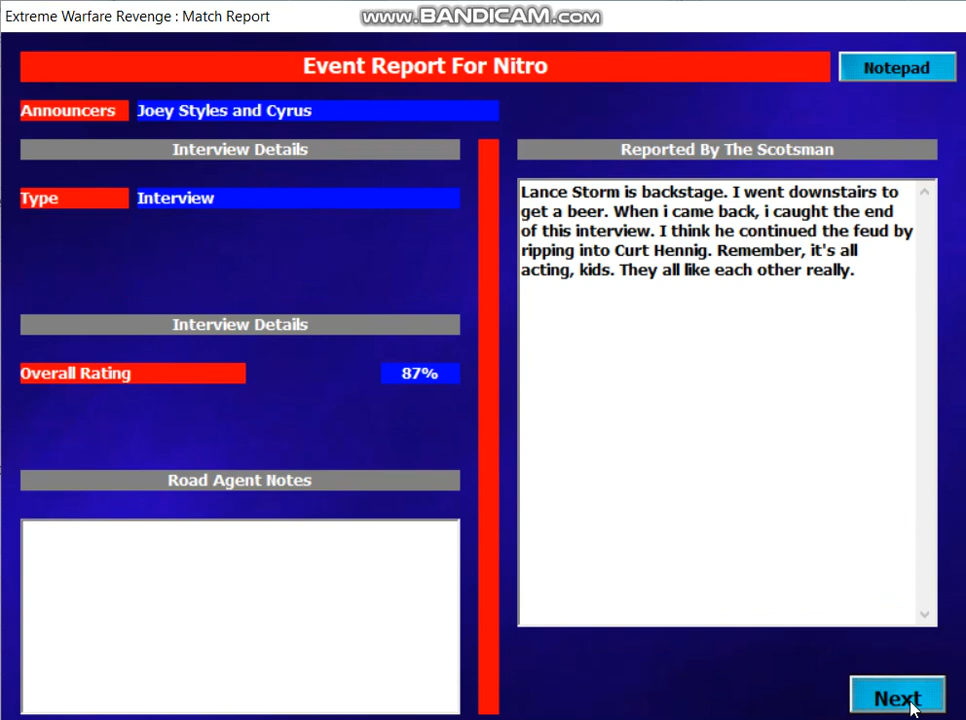 Extreme Warfare Revenge : Match Report
www.BANDICAM.COM
Event Report For Nitro
Notepad
Announcers
Joey Styles and Cyrus
Interview Details
Reported By The Scotsman
Type
Interview
Lance Storm is backstage. I went downstairs to
get a beer. When i came back, i caught the end
of this interview. I think he continued the feud by
ripping into Curt Hennig. Remember, it's all
acting, kids. They all like each other really.
Interview Details
Overall Rating
87%
Road Agent Notes
Next